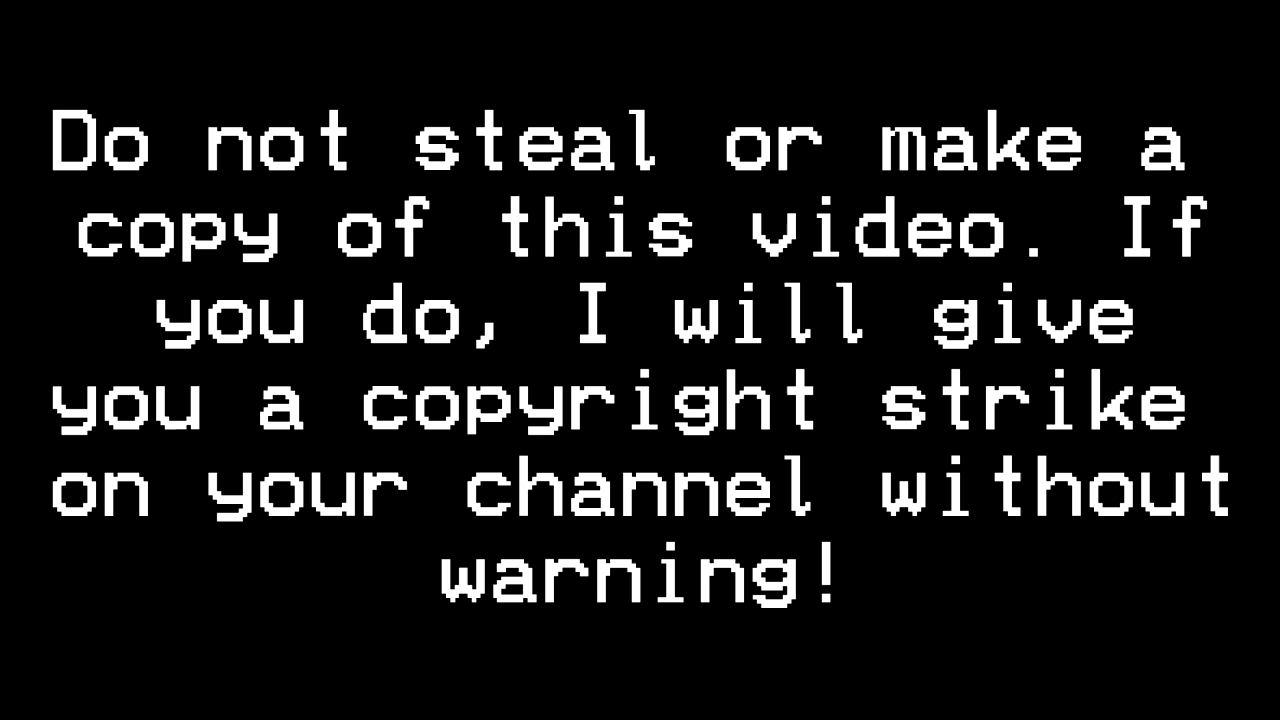 Do not steal or make a
copy of this video. If
you do, I will give
you a copyright strike
on your channel without
warning!